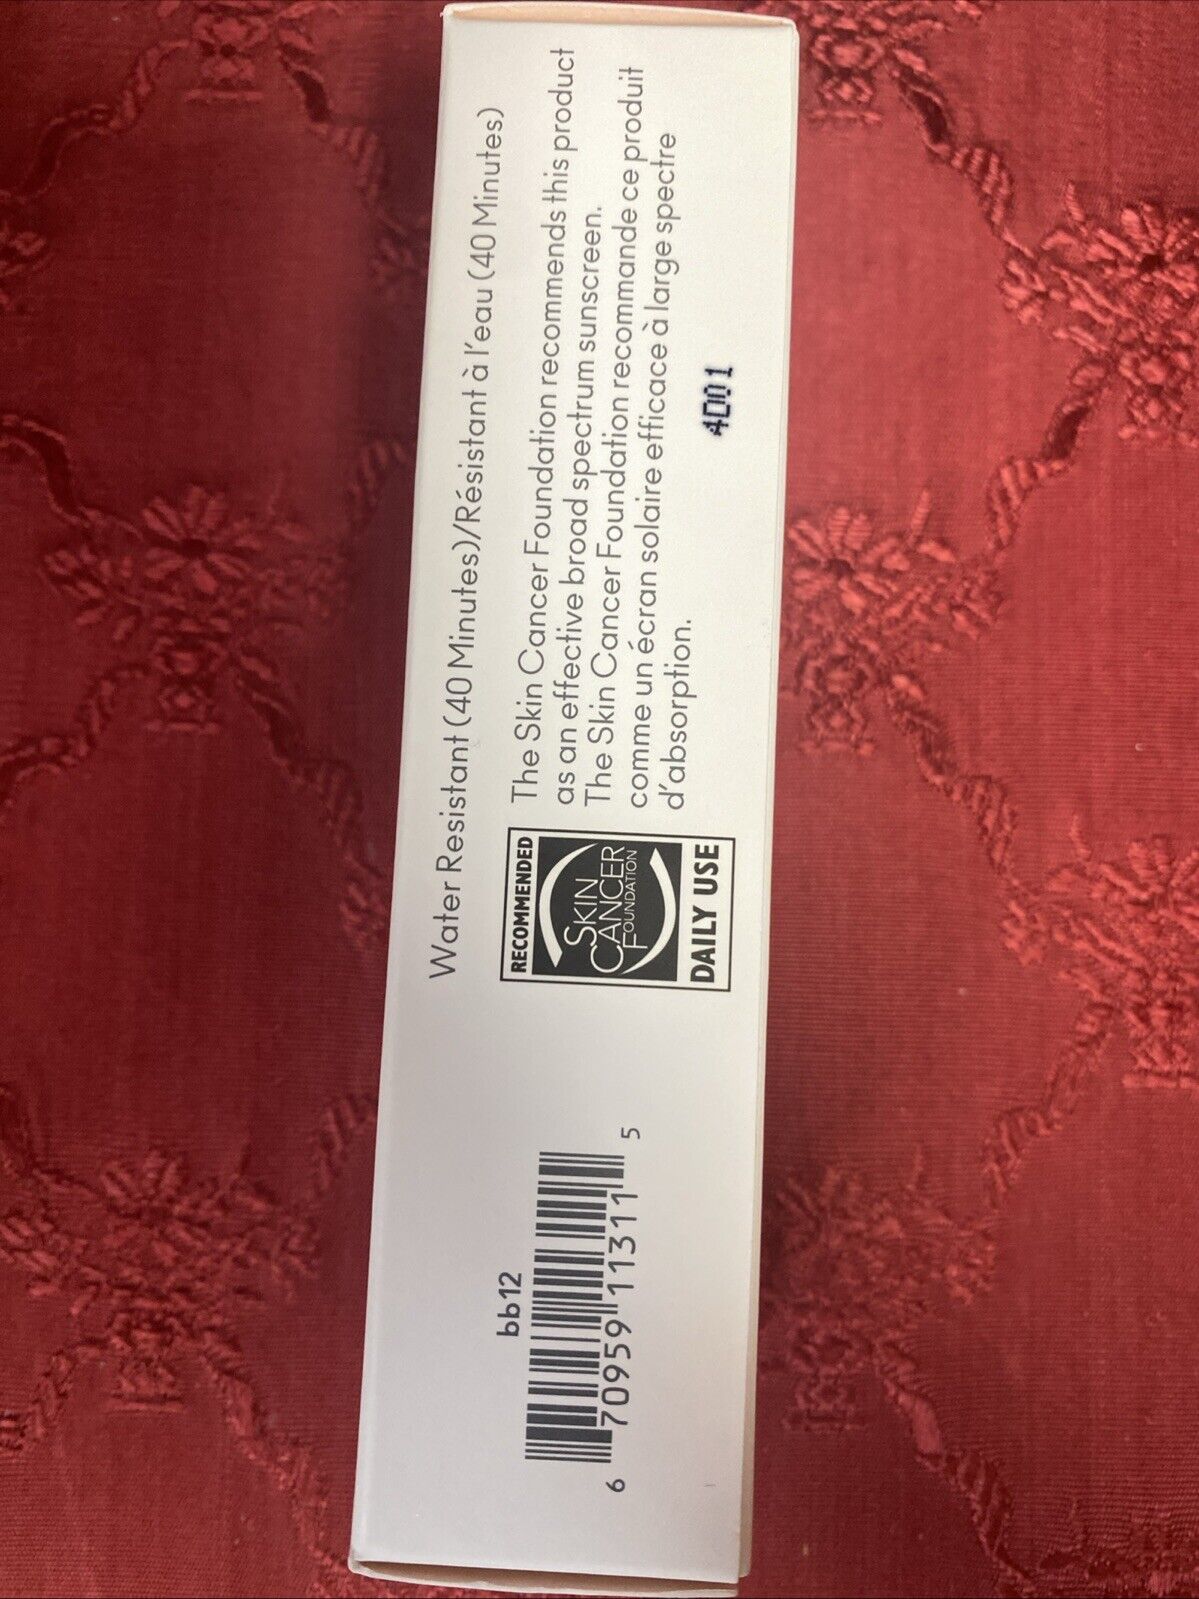 Water Resistant (40 Minutes)/Résistant à l'eau (40 Minutes)
The Skin Cancer Foundation recommends this product
as an effective broad spectrum sunscreen.
The Skin Cancer Foundation recommande ce produit
comme un écran solaire efficace à large spectre
d'absorption.
4001
RECOMMENDED
SKIN
CANCER
FOUNDATION
DAILY USE
bb12
6 70959 11311 5